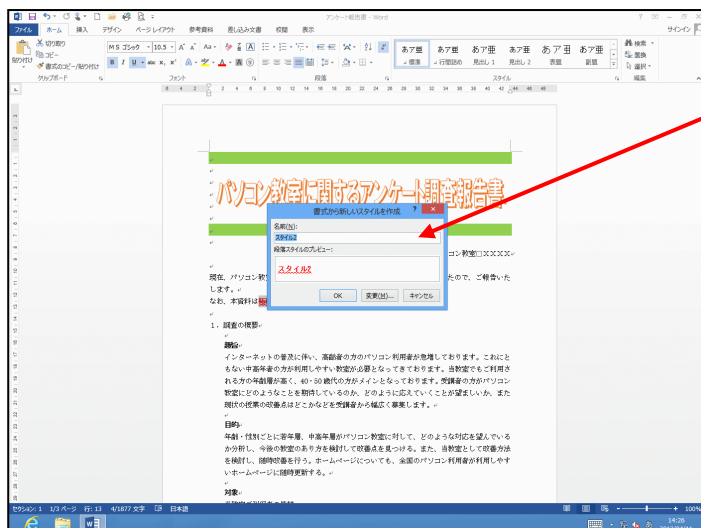 アンケート報告書 - Word
ファイル ホーム 挿入 デザイン ページ レイアウト 参考資料 差し込み文書 校閲 表示 サインイン
貼り付け
切り取り
コピー
書式のコピー/貼り付け
クリップボード
MS ゴシック 10.5
フォント
段落
あア亜 あア亜 あア亜 あア亜 あア亜 あア亜
標準 行間詰め 見出し 1 見出し 2 表題 副題
スタイル
検索
置換
選択
編集
パソコン教室に関するアンケート調査報告書
書式から新しいスタイルを作成 ?
名前(N):
スタイル2
段落スタイルのプレビュー:
スタイル2
OK 変更(M)... キャンセル
コン教室□XXXX
現在、パソコン教
たので、ご報告いた
します。
なお、本資料は
1．調査の概要
趣旨
インターネットの普及に伴い、高齢者の方のパソコン利用者が急増しております。これにと
もない中高年者の方が利用しやすい教室が必要となってきております。当教室でもご利用さ
れる方の年齢層が高く、40・50歳代の方がメインとなっております。受講者の方がパソコン
教室にどのようなことを期待しているのか、どのように応えていくことが望ましいか、また
現状の授業の改善点はどこかなどを受講者から幅広く募集します。
目的
年齢・性別ごとに若年層、中高年層がパソコン教室に対して、どのような対応を望んでいる
か分析し、今後の教室のあり方を検討して改善点を見つける。また、当教室として改善方法
を検討し、随時改善を行う。ホームページについても、全国のパソコン利用者が利用しやす
いホームページに随時更新する。
対象
セクション: 1 1/3 ページ 行: 13 4/1877 文字 日本語 100%
14:26